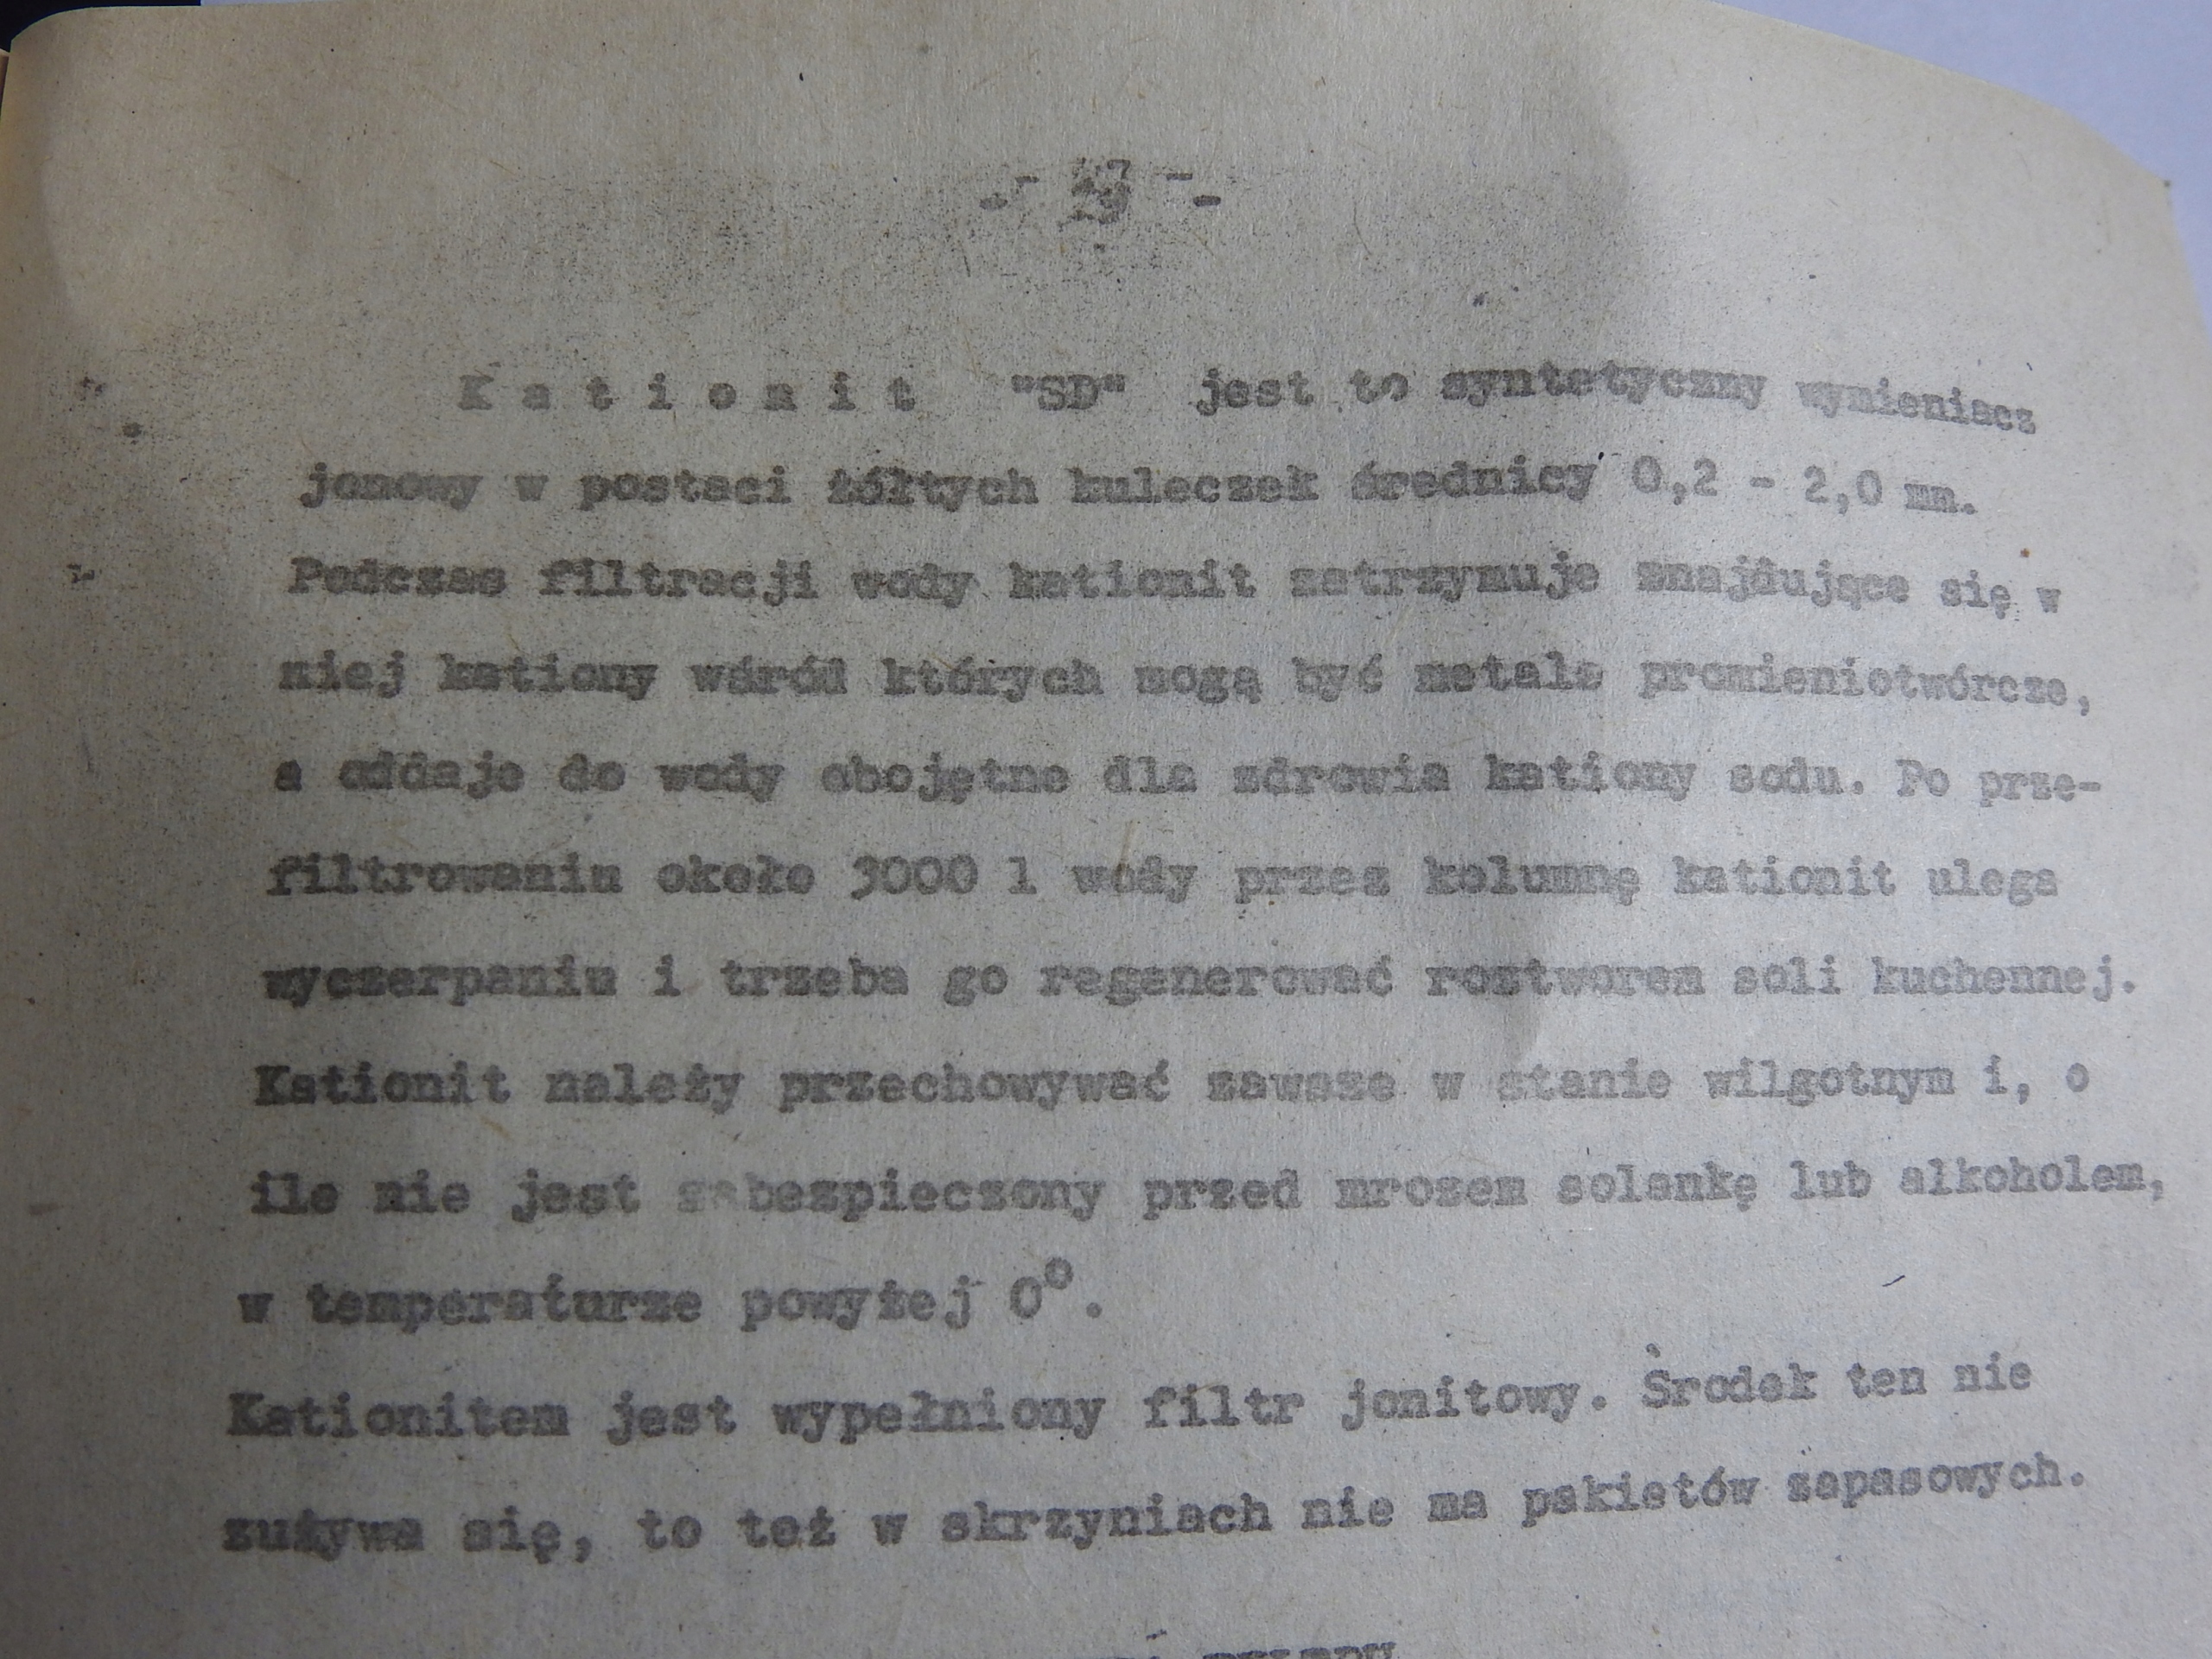 K a t i o n i t "SD" jest to syntetyczny wymieniacz
jonowy w postaci żółtych kuleczek średnicy 0,2 - 2,0 mm.
Podczas filtracji wody kationit zatrzymuje znajdujące się w
niej kationy wśród których mogą być metale promieniotwórcze,
a oddaje do wody obojętne dla zdrowia kationy sodu. Po prze-
filtrowaniu około 3000 l wody przez kolumnę kationit ulega
wyczerpaniu i trzeba go regenerować roztworem soli kuchennej.
Kationit należy przechowywać zawsze w stanie wilgotnym i, o
ile nie jest zabezpieczony przed mrozem solankę lub alkoholem,
w temperaturze powyżej 0°.
Kationitem jest wypełniony filtr jonitowy. Środek ten nie
zużywa się, to też w skrzyniach nie ma pakietów zapasowych.